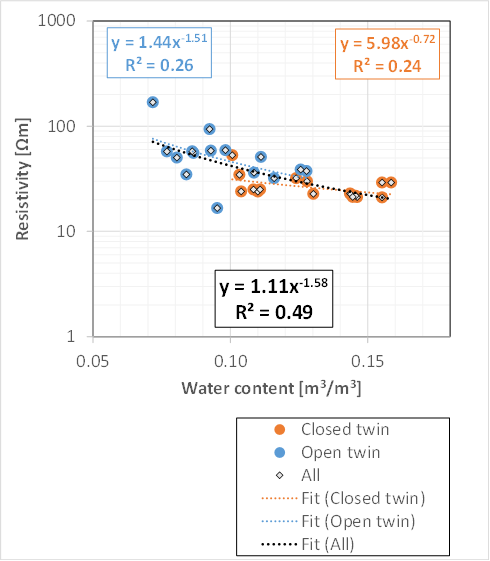 y = 1.44x^-1.51
R² = 0.26
y = 5.98x^-0.72
R² = 0.24
1000
100
10
1
Resistivity [Ωm]
y = 1.11x^-1.58
R² = 0.49
0.05 0.10 0.15
Water content [m³/m³]
Closed twin
Open twin
All
Fit (Closed twin)
Fit (Open twin)
Fit (All)